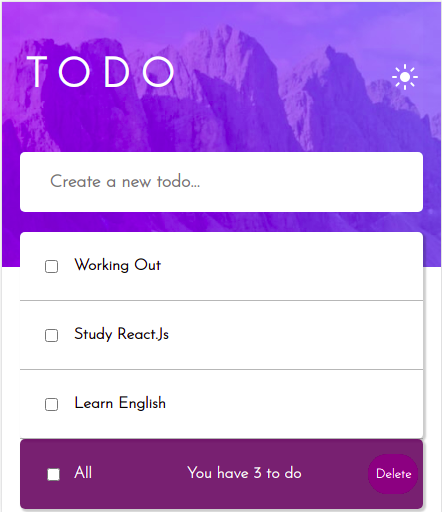 TODO
Create a new todo...
Working Out
Study React.Js
Learn English
All You have 3 to do Delete